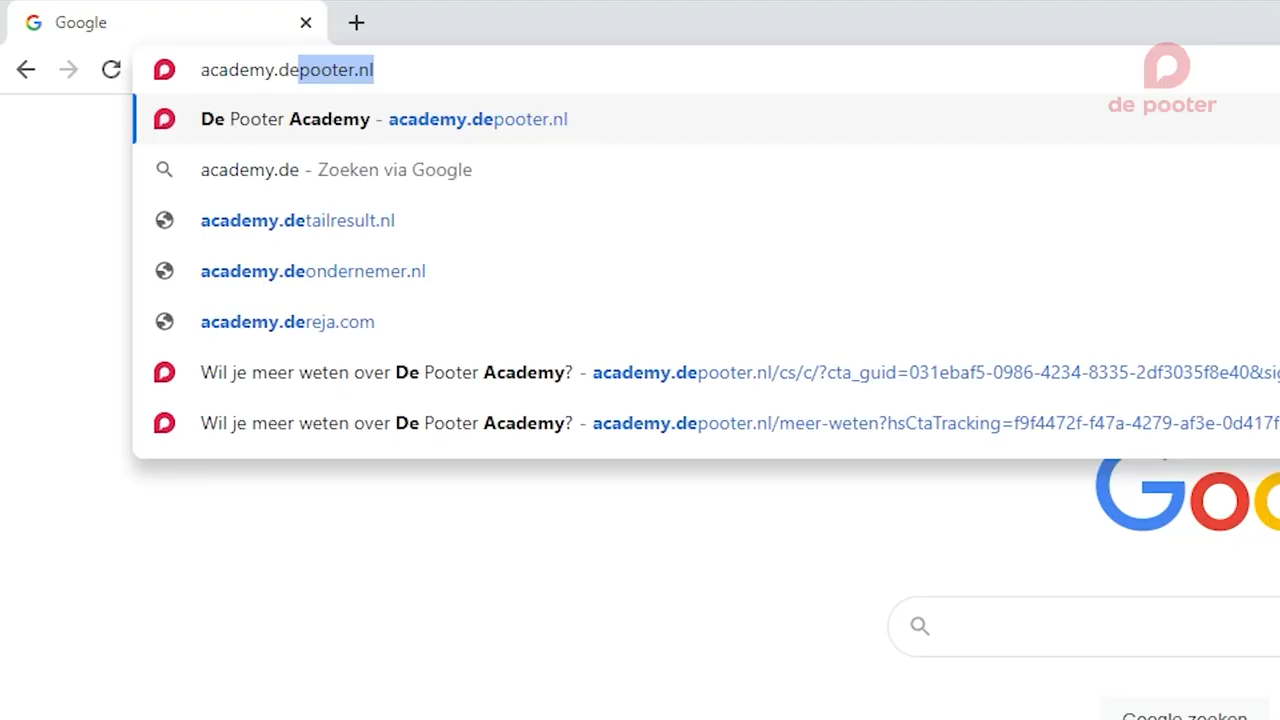 Google
academy.depooter.nl
de pooter
De Pooter Academy - academy.depooter.nl
academy.de - Zoeken via Google
academy.detailresult.nl
academy.deondernemer.nl
academy.dereja.com
Wil je meer weten over De Pooter Academy? - academy.depooter.nl/cs/c/?cta_guid=031ebaf5-0986-4234-8335-2df3035f8e40&sig
Wil je meer weten over De Pooter Academy? - academy.depooter.nl/meer-weten?hsCtaTracking=f9f4472f-f47a-4279-af3e-0d417f
Goo
Google zoeken